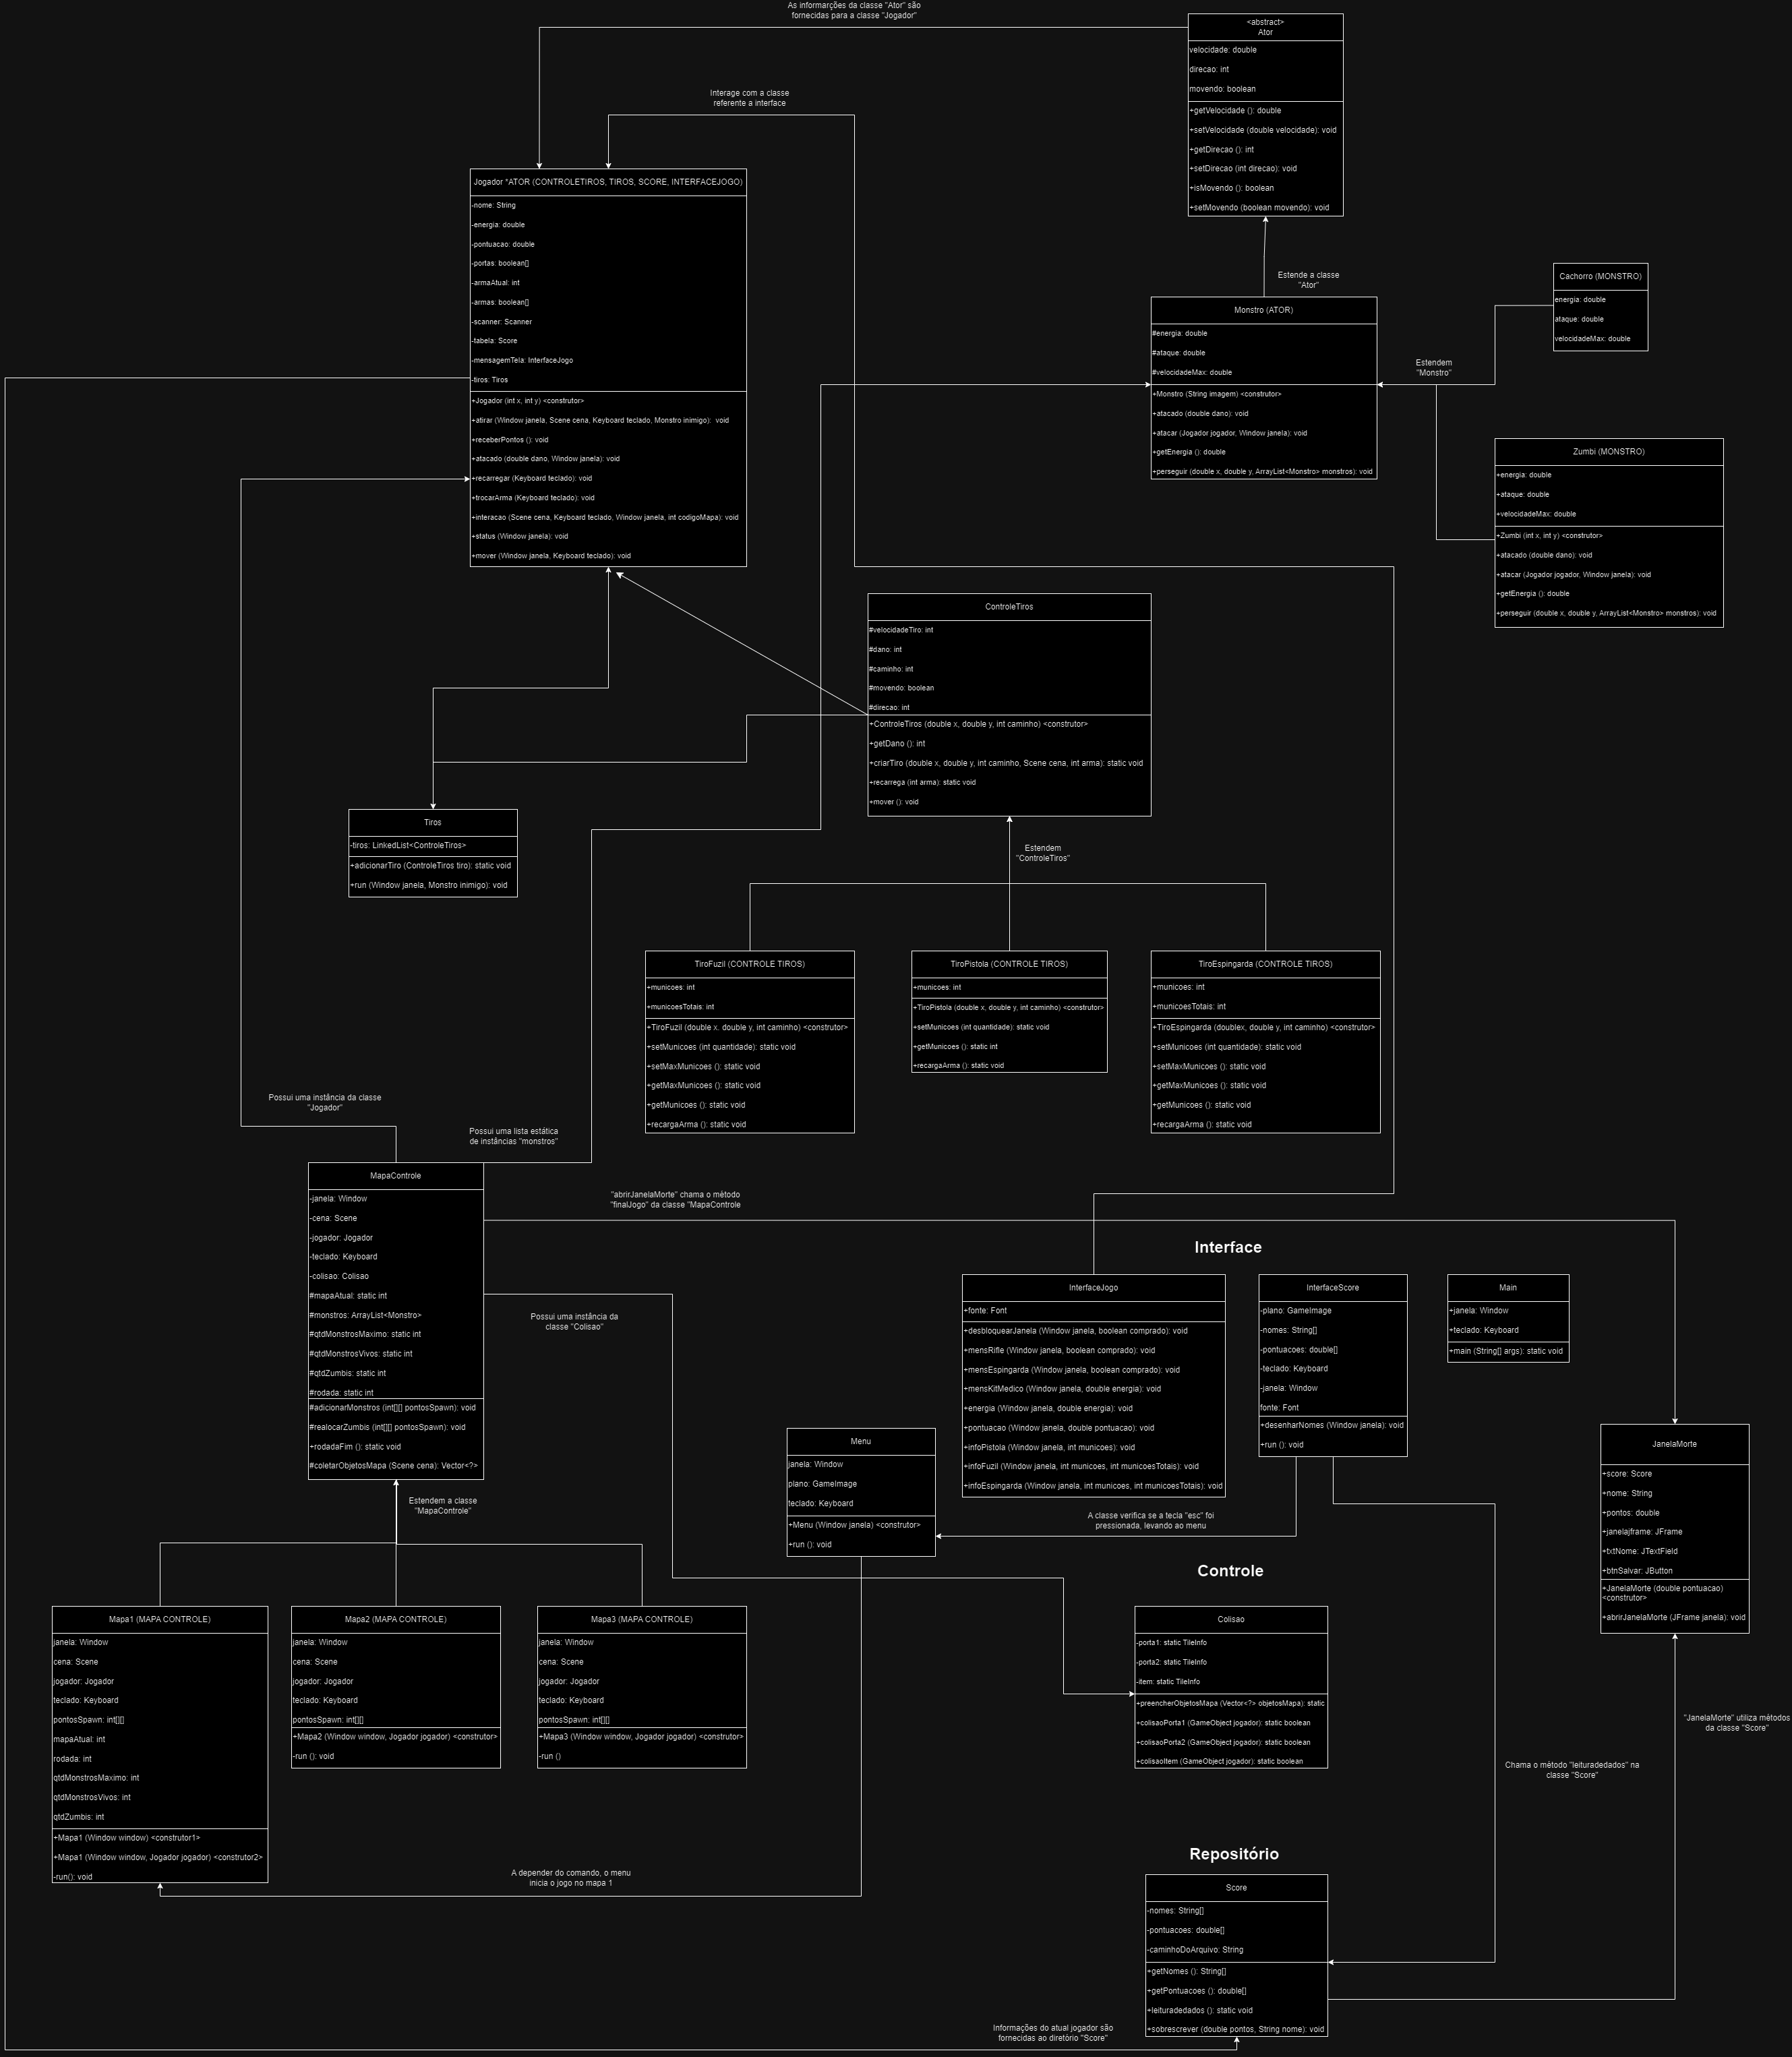 As informarções da classe "Ator" são
fornecidas para a classe "Jogador"
<abstract>
Ator
velocidade: double
direcao: int
movendo: boolean
+getVelocidade (): double
+setVelocidade (double velocidade): void
+getDirecao (): int
+setDirecao (int direcao): void
+isMovendo (): boolean
+setMovendo (boolean movendo): void
Interage com a classe
referente a interface
Jogador "ATOR (CONTROLETIROS, TIROS, SCORE, INTERFACEJOGO)
-nome: String
-energia: double
-pontuacao: double
-portas: boolean[]
-armaAtual: int
-armas: boolean[]
-scanner: Scanner
-tabela: Score
-mensagemTela: InterfaceJogo
-tiros: Tiros
+Jogador (int x, int y) <construtor>
+atirar (Window janela, Scene cena, Keyboard teclado, Monstro inimigo): void
+receberPontos (): void
+atacado (double dano, Window janela): void
+recarregar (Keyboard teclado): void
+trocarArma (Keyboard teclado): void
+interacao (Scene cena, Keyboard teclado, Window janela, int codigoMapa): void
+status (Window janela): void
+mover (Window janela, Keyboard teclado): void
Estende a classe
"Ator"
Monstro (ATOR)
#energia: double
#ataque: double
#velocidadeMax: double
+Monstro (String imagem) <construtor>
+atacado (double dano): void
+atacar (Jogador jogador, Window janela): void
+getEnergia (): double
+perseguir (double x, double y, ArrayList<Monstro> monstros): void
Cachorro (MONSTRO)
energia: double
ataque: double
velocidadeMax: double
Estendem
"Monstro"
Zumbi (MONSTRO)
+energia: double
+ataque: double
+velocidadeMax: double
+Zumbi (int x, int y) <construtor>
+atacado (double dano): void
+atacar (Jogador jogador, Window janela): void
+getEnergia (): double
+perseguir (double x, double y, ArrayList<Monstro> monstros): void
ControleTiros
#velocidadeTiro: int
#dano: int
#caminho: int
#movendo: boolean
#direcao: int
+ControleTiros (double x, double y, int caminho) <construtor>
+getDano (): int
+criarTiro (double x, double y, int caminho, Scene cena, int arma): static void
+recarrega (int arma): static void
+mover (): void
Tiros
-tiros: LinkedList<ControleTiros>
+adicionarTiro (ControleTiros tiro): static void
+run (Window janela, Monstro inimigo): void
Estendem
"ControleTiros"
TiroFuzil (CONTROLE TIROS)
+municoes: int
+municoesTotais: int
+TiroFuzil (double x. double y, int caminho) <construtor>
+setMunicoes (int quantidade): static void
+setMaxMunicoes (): static void
+getMaxMunicoes (): static void
+getMunicoes (): static void
+recargaArma (): static void
TiroPistola (CONTROLE TIROS)
+municoes: int
+TiroPistola (double x, double y, int caminho) <construtor>
+setMunicoes (int quantidade): static void
+getMunicoes (): static int
+recargaArma (): static void
TiroEspingarda (CONTROLE TIROS)
+municoes: int
+municoesTotais: int
+TiroEspingarda (doublex, double y, int caminho) <construtor>
+setMunicoes (int quantidade): static void
+setMaxMunicoes (): static void
+getMaxMunicoes (): static void
+getMunicoes (): static void
+recargaArma (): static void
Possui uma instância da classe
"Jogador"
Possui uma lista estática
de instâncias "monstros"
MapaControle
-janela: Window
-cena: Scene
-jogador: Jogador
-teclado: Keyboard
-colisao: Colisao
#mapaAtual: static int
#monstros: ArrayList<Monstro>
#qtdMonstrosMaximo: static int
#qtdMonstrosVivos: static int
#qtdZumbis: static int
#rodada: static int
#adicionarMonstros (int[][] pontosSpawn): void
#realocarZumbis (int[][] pontosSpawn): void
+rodadaFim (): static void
#coletarObjetosMapa (Scene cena): Vector<?>
"abrirJanelaMorte" chama o método
"finalJogo" da classe "MapaControle
Possui uma instância da
classe "Colisao"
Interface
InterfaceJogo
+fonte: Font
+desbloquearJanela (Window janela, boolean comprado): void
+mensRifle (Window janela, boolean comprado): void
+mensEspingarda (Window janela, boolean comprado): void
+mensKitMedico (Window janela, double energia): void
+energia (Window janela, double energia): void
+pontuacao (Window janela, double pontuacao): void
+infoPistola (Window janela, int municoes): void
+infoFuzil (Window janela, int municoes, int municoesTotais): void
+infoEspingarda (Window janela, int municoes, int municoesTotais): void
InterfaceScore
-plano: GameImage
-nomes: String[]
-pontuacoes: double[]
-teclado: Keyboard
-janela: Window
fonte: Font
+desenharNomes (Window janela): void
+run (): void
Main
+janela: Window
+teclado: Keyboard
+main (String[] args): static void
JanelaMorte
+score: Score
+nome: String
+pontos: double
+janelajframe: JFrame
+txtNome: JTextField
+btnSalvar: JButton
+JanelaMorte (double pontuacao)
<construtor>
+abrirJanelaMorte (JFrame janela): void
Menu
janela: Window
plano: GameImage
teclado: Keyboard
+Menu (Window janela) <construtor>
+run (): void
A classe verifica se a tecla "esc" foi
pressionada, levando ao menu
Estendem a classe
"MapaControle"
Controle
Mapa1 (MAPA CONTROLE)
janela: Window
cena: Scene
jogador: Jogador
teclado: Keyboard
pontosSpawn: int[][]
mapaAtual: int
rodada: int
qtdMonstrosMaximo: int
qtdMonstrosVivos: int
qtdZumbis: int
+Mapa1 (Window window) <construtor1>
+Mapa1 (Window window, Jogador jogador) <construtor2>
-run(): void
Mapa2 (MAPA CONTROLE)
janela: Window
cena: Scene
jogador: Jogador
teclado: Keyboard
pontosSpawn: int[][]
+Mapa2 (Window window, Jogador jogador) <construtor>
-run (): void
Mapa3 (MAPA CONTROLE)
janela: Window
cena: Scene
jogador: Jogador
teclado: Keyboard
pontosSpawn: int[][]
+Mapa3 (Window window, Jogador jogador) <construtor>
-run ()
Colisao
-porta1: static TileInfo
-porta2: static TileInfo
-item: static TileInfo
+preencherObjetosMapa (Vector<?> objetosMapa): static
+colisaoPorta1 (GameObject jogador): static boolean
+colisaoPorta2 (GameObject jogador): static boolean
+colisaoItem (GameObject jogador): static boolean
"JanelaMorte" utiliza métodos
da classe "Score"
Chama o método "leituradedados" na
classe "Score"
A depender do comando, o menu
inicia o jogo no mapa 1
Repositório
Score
-nomes: String[]
-pontuacoes: double[]
-caminhoDoArquivo: String
+getNomes (): String[]
+getPontuacoes (): double[]
+leituradedados (): static void
+sobrescrever (double pontos, String nome): void
Informações do atual jogador são
fornecidas ao diretório "Score"